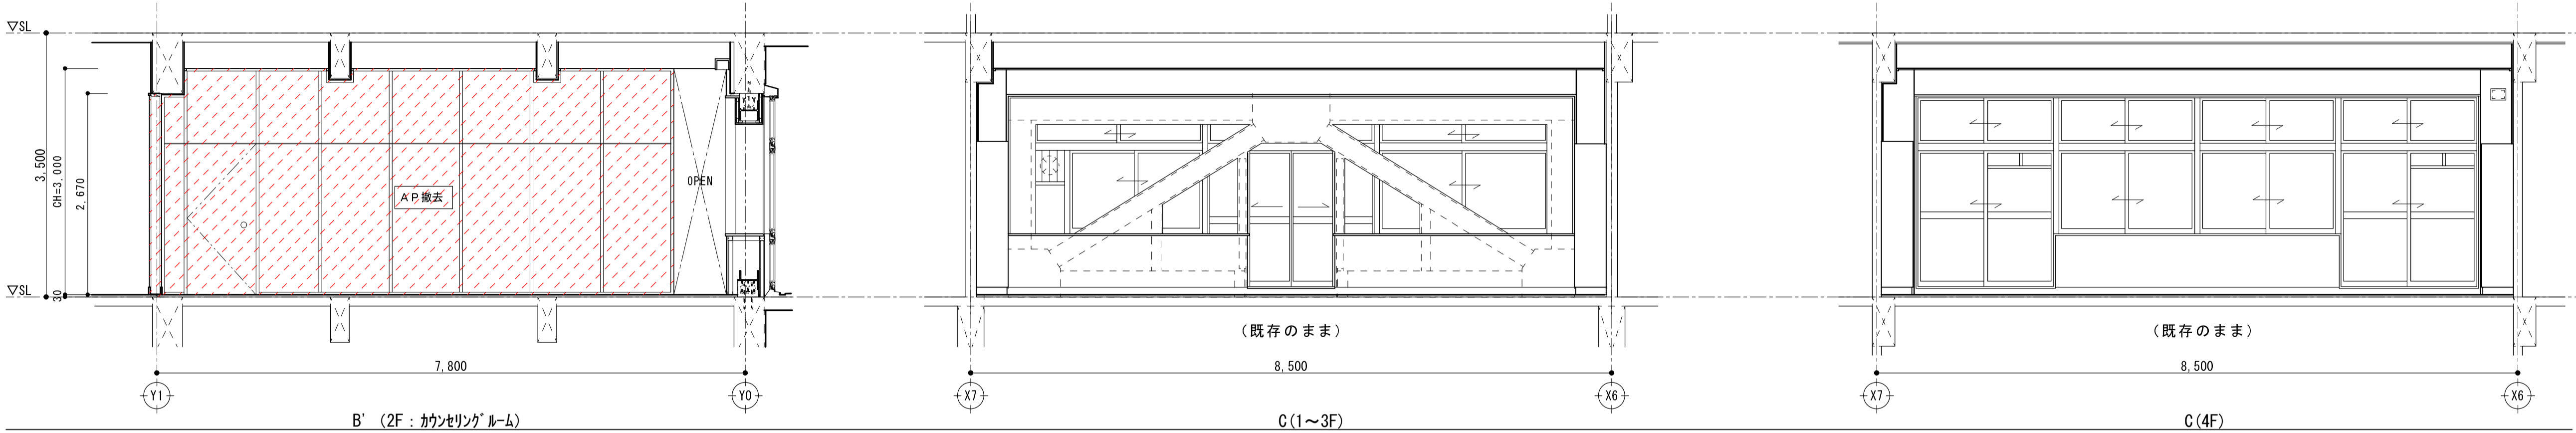 ▽SL
3,500
CH=3,000
2,670
AP撤去
OPEN
▽SL
30
(既存のまま)
(既存のまま)
7,800
8,500
8,500
Y1
Y0
X7
X6
X7
X6
B' (2F : ｶｳﾝｾﾘﾝｸﾞﾙｰﾑ)
C(1～3F)
C(4F)